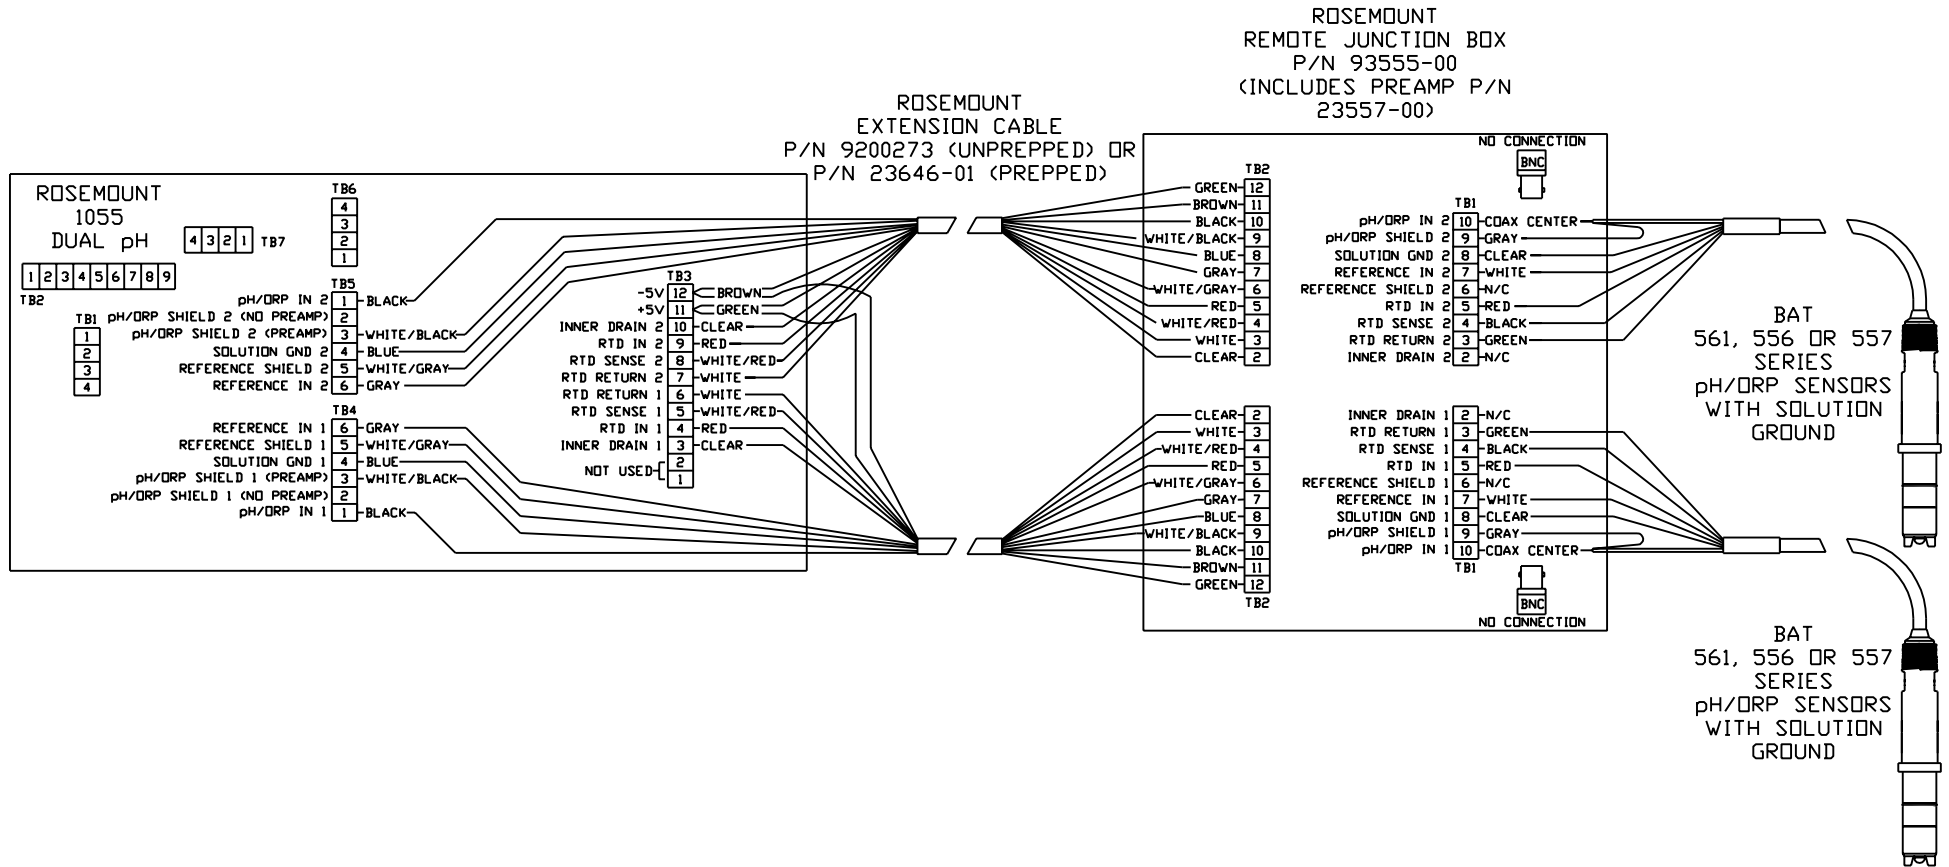 ROSEMOUNT
REMOTE JUNCTION BOX
P/N 93555-00
(INCLUDES PREAMP P/N
23557-00)
ROSEMOUNT
EXTENSION CABLE
P/N 9200273 (UNPREPPED) OR
P/N 23646-01 (PREPPED)
ROSEMOUNT
1055
DUAL pH
4 3 2 1 TB7
1 2 3 4 5 6 7 8 9
TB2
TB1
1
2
3
4
TB6
4
3
2
1
TB5
pH/ORP IN 2 1 BLACK
pH/ORP SHIELD 2 (NO PREAMP) 2
pH/ORP SHIELD 2 (PREAMP) 3 WHITE/BLACK
SOLUTION GND 2 4 BLUE
REFERENCE SHIELD 2 5 WHITE/GRAY
REFERENCE IN 2 6 GRAY
TB4
REFERENCE IN 1 6 GRAY
REFERENCE SHIELD 1 5 WHITE/GRAY
SOLUTION GND 1 4 BLUE
pH/ORP SHIELD 1 (PREAMP) 3 WHITE/BLACK
pH/ORP SHIELD 1 (NO PREAMP) 2
pH/ORP IN 1 1 BLACK
TB3
-5V 12 BROWN
+5V 11 GREEN
INNER DRAIN 2 10 CLEAR
RTD IN 2 9 RED
RTD SENSE 2 8 WHITE/RED
RTD RETURN 2 7 WHITE
RTD RETURN 1 6 WHITE
RTD SENSE 1 5 WHITE/RED
RTD IN 1 4 RED
INNER DRAIN 1 3 CLEAR
NOT USED 2
1
TB2
GREEN 12
BROWN 11
BLACK 10
WHITE/BLACK 9
BLUE 8
GRAY 7
WHITE/GRAY 6
RED 5
WHITE/RED 4
WHITE 3
CLEAR 2
CLEAR 2
WHITE 3
WHITE/RED 4
RED 5
WHITE/GRAY 6
GRAY 7
BLUE 8
WHITE/BLACK 9
BLACK 10
BROWN 11
GREEN 12
TB2
NO CONNECTION
BNC
TB1
pH/ORP IN 2 10 COAX CENTER
pH/ORP SHIELD 2 9 GRAY
SOLUTION GND 2 8 CLEAR
REFERENCE IN 2 7 WHITE
REFERENCE SHIELD 2 6 N/C
RTD IN 2 5 RED
RTD SENSE 2 4 BLACK
RTD RETURN 2 3 GREEN
INNER DRAIN 2 2 N/C
INNER DRAIN 1 2 N/C
RTD RETURN 1 3 GREEN
RTD SENSE 1 4 BLACK
RTD IN 1 5 RED
REFERENCE SHIELD 1 6 N/C
REFERENCE IN 1 7 WHITE
SOLUTION GND 1 8 CLEAR
pH/ORP SHIELD 1 9 GRAY
pH/ORP IN 1 10 COAX CENTER
TB1
BNC
NO CONNECTION
BAT
561, 556 OR 557
SERIES
pH/ORP SENSORS
WITH SOLUTION
GROUND
BAT
561, 556 OR 557
SERIES
pH/ORP SENSORS
WITH SOLUTION
GROUND